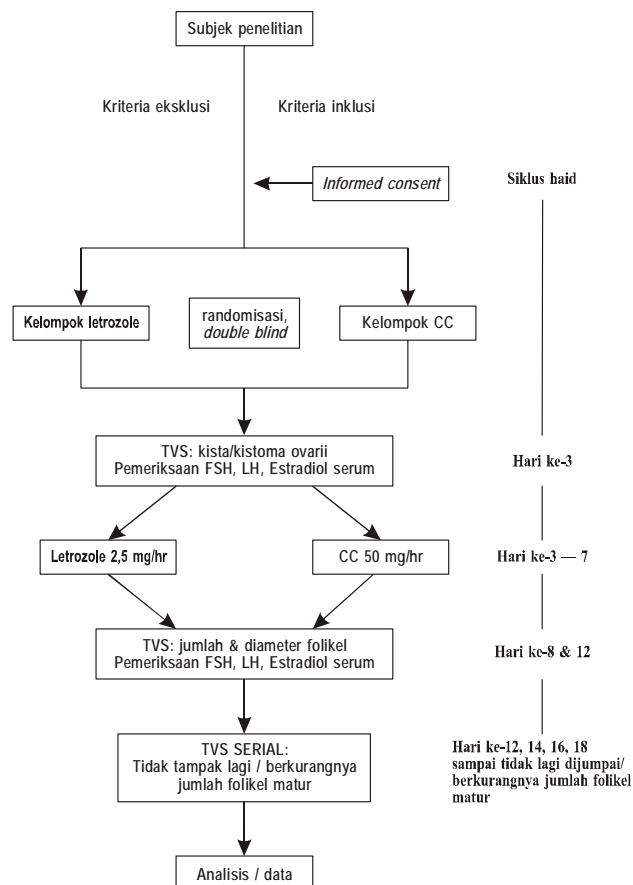 Subjek penelitian
Kriteria eksklusi
Kriteria inklusi
Informed consent
Siklus haid
Kelompok letrozole
randomisasi,
double blind
Kelompok CC
TVS: kista/kistoma ovarii
Pemeriksaan FSH, LH, Estradiol serum
Hari ke-3
Letrozole 2,5 mg/hr
CC 50 mg/hr
Hari ke-3 — 7
TVS: jumlah & diameter folikel
Pemeriksaan FSH, LH, Estradiol serum
Hari ke-8 & 12
TVS SERIAL:
Tidak tampak lagi / berkurangnya
jumlah folikel matur
Hari ke-12, 14, 16, 18
sampai tidak lagi dijumpai/
berkurangnya jumlah folikel
matur
Analisis / data